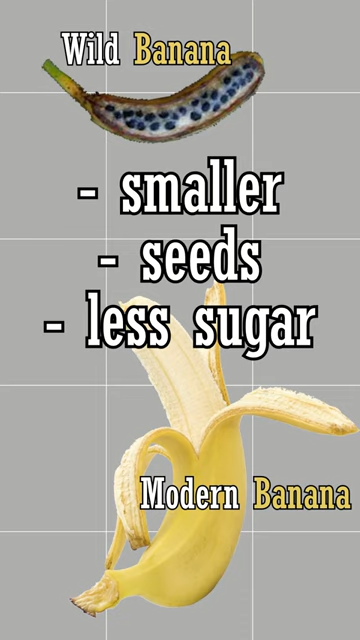 Wild Banana
- smaller
- seeds
- less sugar
Modern Banana